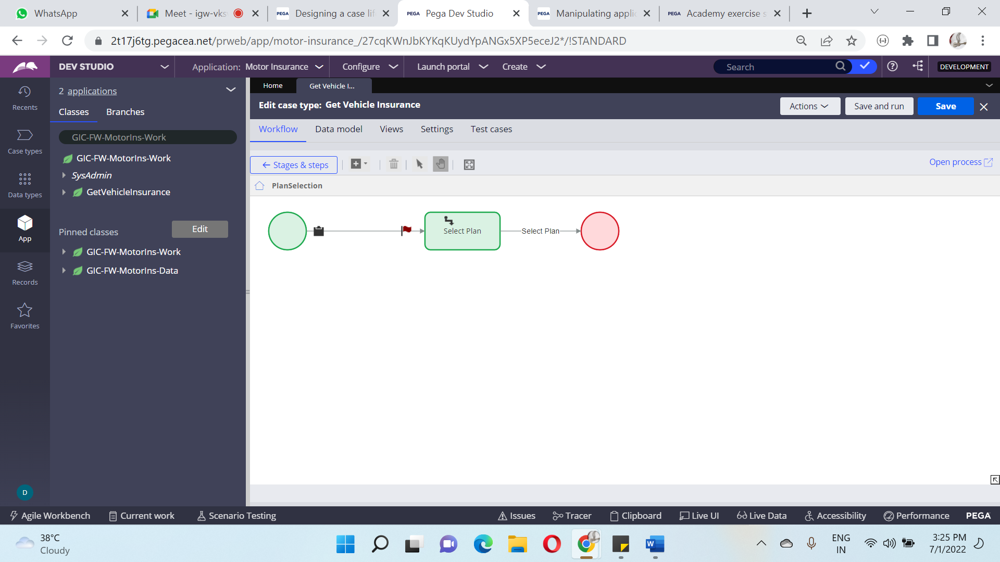 WhatsApp
Meet - igw-vks
PEGA Designing a case lif
PEGA Pega Dev Studio
PEGA Manipulating applic
PEGA Academy exercise s
2t17j6tg.pegacea.net/prweb/app/motor-insurance_/27cqKWnJbKYKqKUydYpANGx5XP5eceJ2*/!STANDARD
DEV STUDIO
Application: Motor Insurance
Configure
Launch portal
Create
Search
DEVELOPMENT
Recents
Case types
Data types
App
Records
Favorites
D
2 applications
Classes Branches
GIC-FW-MotorIns-Work
GIC-FW-MotorIns-Work
SysAdmin
GetVehicleInsurance
Pinned classes Edit
GIC-FW-MotorIns-Work
GIC-FW-MotorIns-Data
Home Get Vehicle I...
Edit case type: Get Vehicle Insurance
Actions Save and run Save
Workflow Data model Views Settings Test cases
Stages & steps
Open process
PlanSelection
Select Plan
Select Plan
Agile Workbench Current work Scenario Testing Issues Tracer Clipboard Live UI Live Data Accessibility Performance PEGA
38°C
Cloudy
W
ENG
IN
3:25 PM
7/1/2022